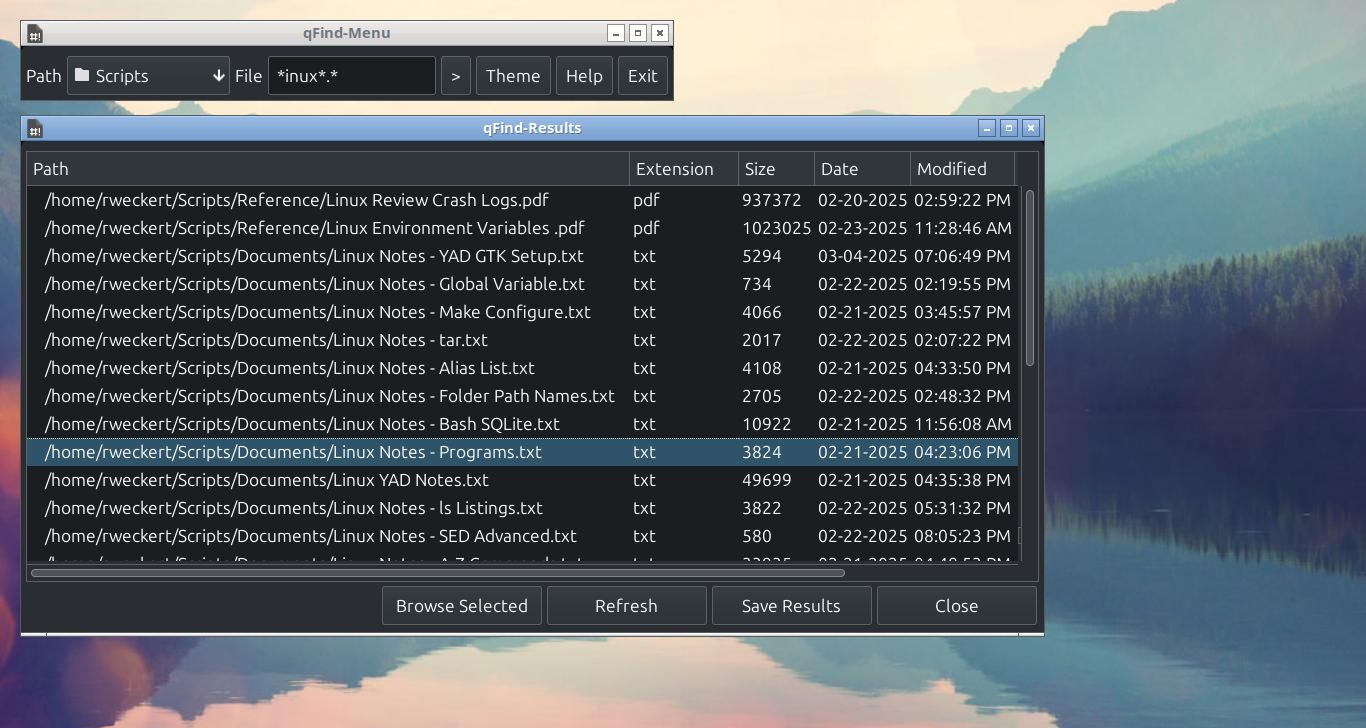 qFind-Menu
Path Scripts File *inux*.* > Theme Help Exit
qFind-Results
Path Extension Size Date Modified
/home/rweckert/Scripts/Reference/Linux Review Crash Logs.pdf pdf 937372 02-20-2025 02:59:22 PM
/home/rweckert/Scripts/Reference/Linux Environment Variables .pdf pdf 1023025 02-23-2025 11:28:46 AM
/home/rweckert/Scripts/Documents/Linux Notes - YAD GTK Setup.txt txt 5294 03-04-2025 07:06:49 PM
/home/rweckert/Scripts/Documents/Linux Notes - Global Variable.txt txt 734 02-22-2025 02:19:55 PM
/home/rweckert/Scripts/Documents/Linux Notes - Make Configure.txt txt 4066 02-21-2025 03:45:57 PM
/home/rweckert/Scripts/Documents/Linux Notes - tar.txt txt 2017 02-22-2025 02:07:22 PM
/home/rweckert/Scripts/Documents/Linux Notes - Alias List.txt txt 4108 02-21-2025 04:33:50 PM
/home/rweckert/Scripts/Documents/Linux Notes - Folder Path Names.txt txt 2705 02-22-2025 02:48:32 PM
/home/rweckert/Scripts/Documents/Linux Notes - Bash SQLite.txt txt 10922 02-21-2025 11:56:08 AM
/home/rweckert/Scripts/Documents/Linux Notes - Programs.txt txt 3824 02-21-2025 04:23:06 PM
/home/rweckert/Scripts/Documents/Linux YAD Notes.txt txt 49699 02-21-2025 04:35:38 PM
/home/rweckert/Scripts/Documents/Linux Notes - ls Listings.txt txt 3822 02-22-2025 05:31:32 PM
/home/rweckert/Scripts/Documents/Linux Notes - SED Advanced.txt txt 580 02-22-2025 08:05:23 PM
Browse Selected Refresh Save Results Close